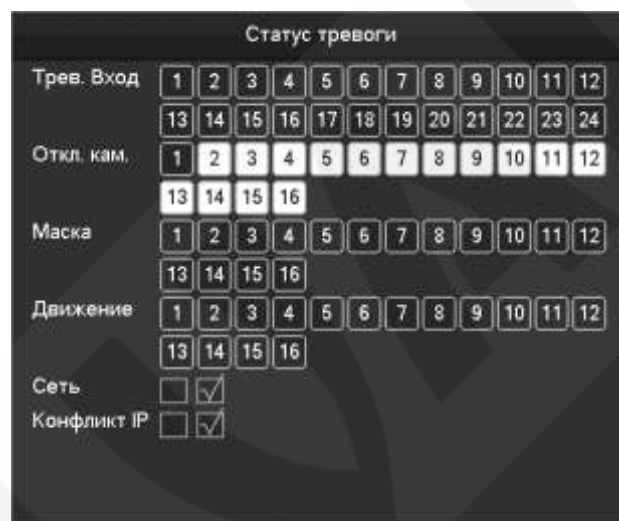 Статус тревоги
Трев. Вход 1 2 3 4 5 6 7 8 9 10 11 12
13 14 15 16 17 18 19 20 21 22 23 24
Откл. кам. 1 2 3 4 5 6 7 8 9 10 11 12
13 14 15 16
Маска 1 2 3 4 5 6 7 8 9 10 11 12
13 14 15 16
Движение 1 2 3 4 5 6 7 8 9 10 11 12
13 14 15 16
Сеть
Конфликт IP